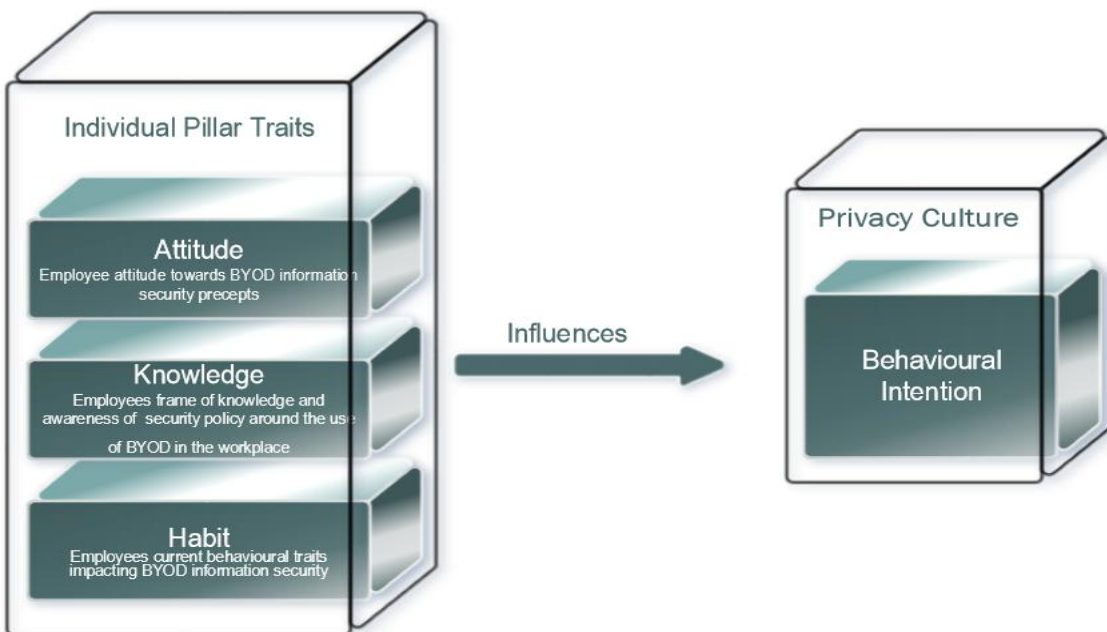 Individual Pillar Traits
Attitude
Employee attitude towards BYOD information
security precepts
Knowledge
Employees frame of knowledge and
awareness of security policy around the use
of BYOD in the workplace
Habit
Employees current behavioural traits
impacting BYOD information security
Influences
Privacy Culture
Behavioural
Intention